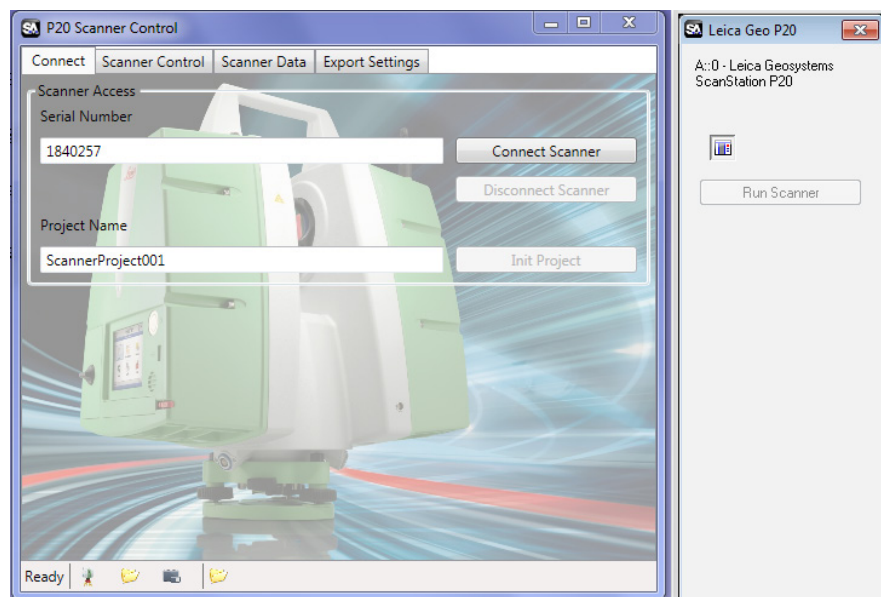 SA P20 Scanner Control
Connect Scanner Control Scanner Data Export Settings
Scanner Access
Serial Number
1840257 Connect Scanner
Disconnect Scanner
Project Name
ScannerProject001 Init Project
Ready
SA Leica Geo P20
A::0 - Leica Geosystems
ScanStation P20
Run Scanner